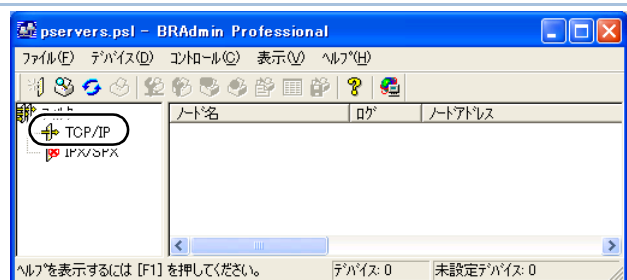 pservers.psl - BRAdmin Professional
ファイル(F) デバイス(D) コントロール(C) 表示(V) ヘルプ(H)
ノード名 ログ ノードアドレス
TCP/IP
IPX/SPX
ヘルプを表示するには [F1] を押してください。 デバイス: 0 未設定デバイス: 0